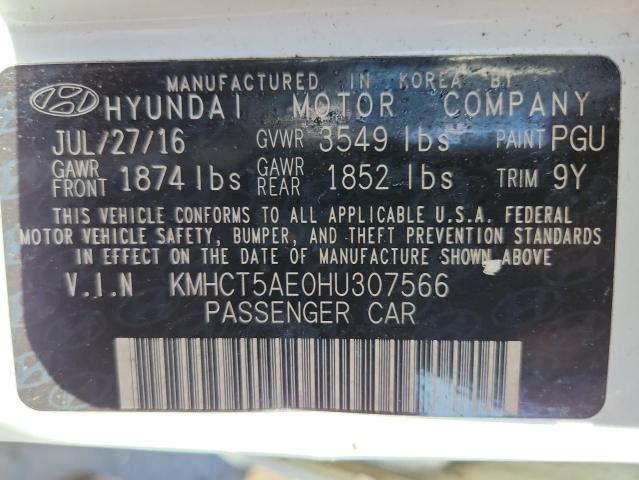 MANUFACTURED IN KOREA BY
HYUNDAI MOTOR COMPANY
JUL/27/16 GVWR 3549 lbs PAINT PGU
GAWR FRONT 1874 lbs GAWR REAR 1852 lbs TRIM 9Y
THIS VEHICLE CONFORMS TO ALL APPLICABLE U.S.A. FEDERAL
MOTOR VEHICLE SAFETY, BUMPER, AND THEFT PREVENTION STANDARDS
IN EFFECT ON THE DATE OF MANUFACTURE SHOWN ABOVE
V.I.N KMHCT5AE0HU307566
PASSENGER CAR